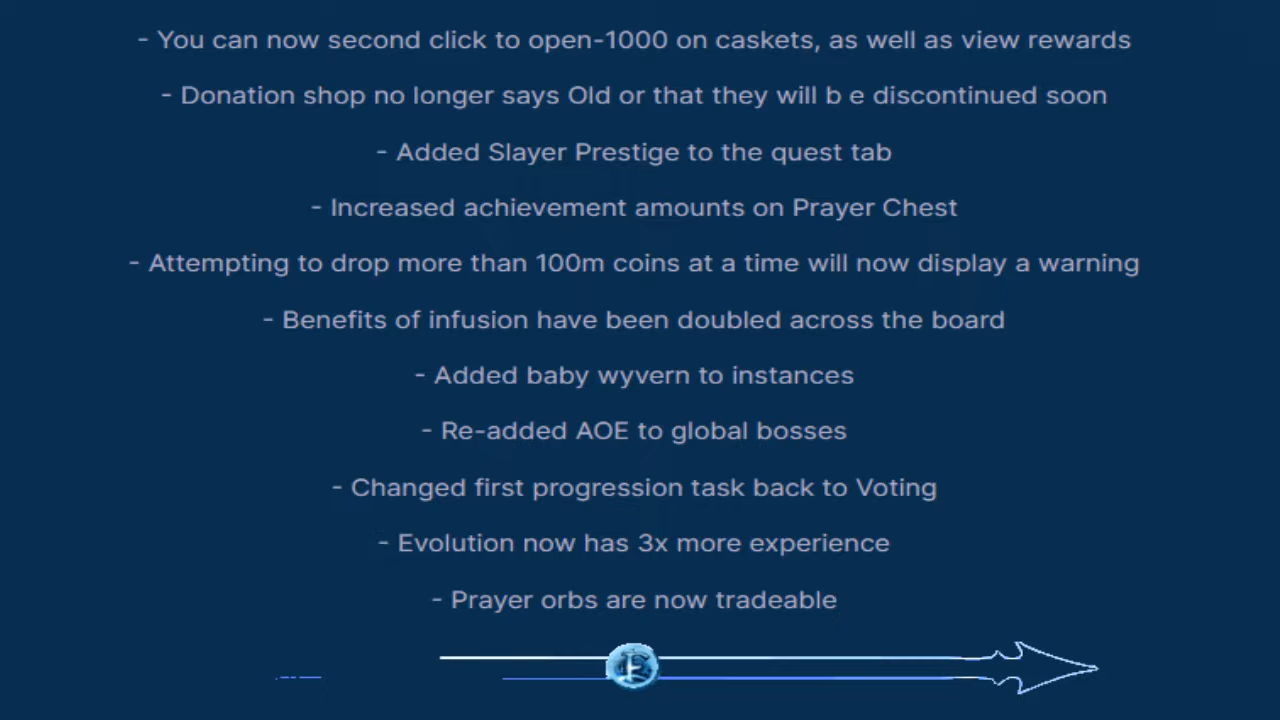 - You can now second click to open-1000 on caskets, as well as view rewards
- Donation shop no longer says Old or that they will b e discontinued soon
- Added Slayer Prestige to the quest tab
- Increased achievement amounts on Prayer Chest
- Attempting to drop more than 100m coins at a time will now display a warning
- Benefits of infusion have been doubled across the board
- Added baby wyvern to instances
- Re-added AOE to global bosses
- Changed first progression task back to Voting
- Evolution now has 3x more experience
- Prayer orbs are now tradeable
E